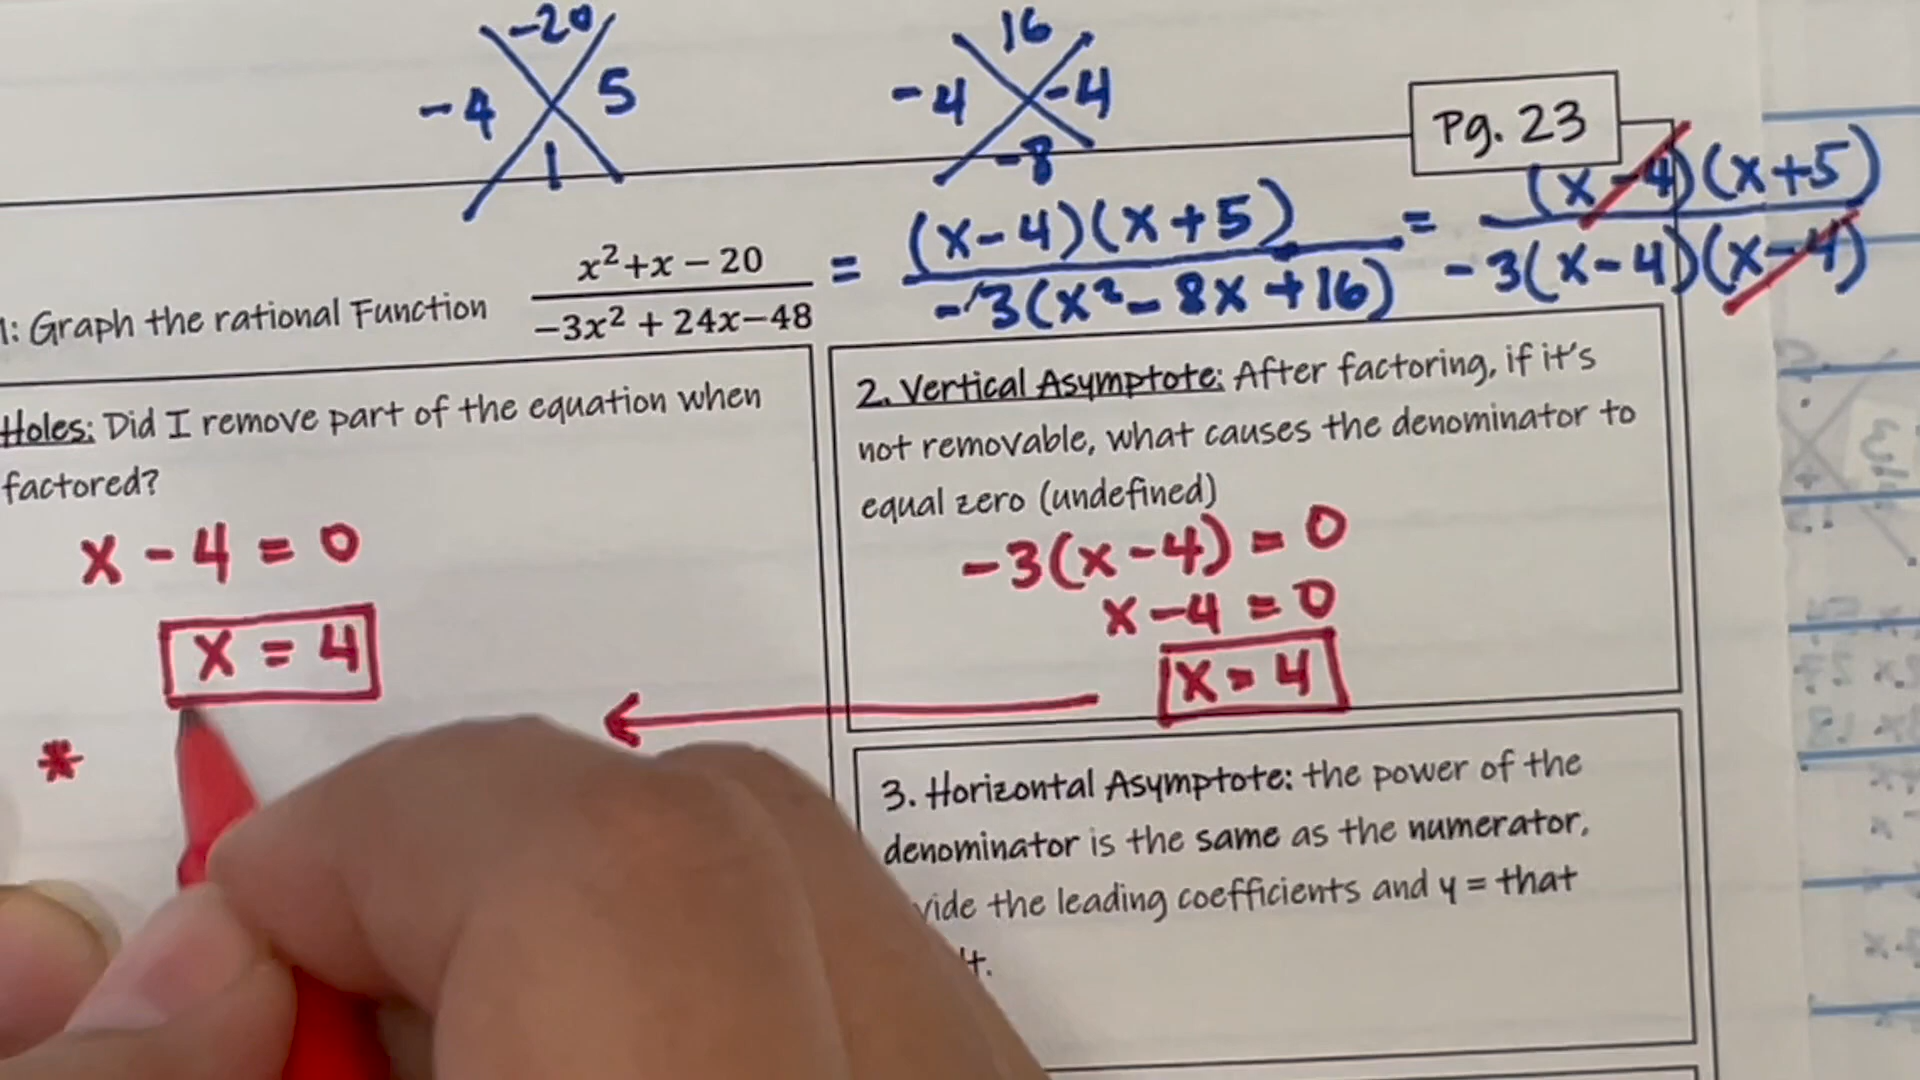 -20
-4 5
1
16
-4 -4
-8
Pg. 23
1: Graph the rational Function x²+x − 20 / −3x² + 24x−48 = (x-4)(x+5) / -3(x²-8x+16) = (x-4)(x+5) / -3(x-4)(x-4)
Holes: Did I remove part of the equation when
factored?
x - 4 = 0
x = 4
*
2. Vertical Asymptote: After factoring, if it's
not removable, what causes the denominator to
equal zero (undefined)
-3(x-4) = 0
x-4 = 0
x = 4
3. Horizontal Asymptote: the power of the
denominator is the same as the numerator,
the leading coefficients and y = that